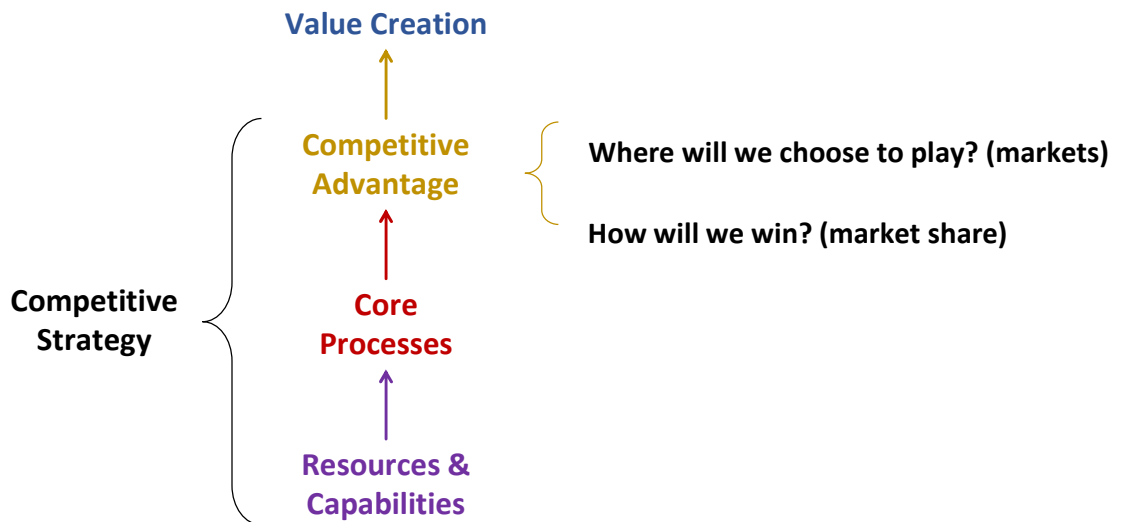 Value Creation
Competitive
Advantage
Where will we choose to play? (markets)
How will we win? (market share)
Competitive
Strategy
Core
Processes
Resources &
Capabilities